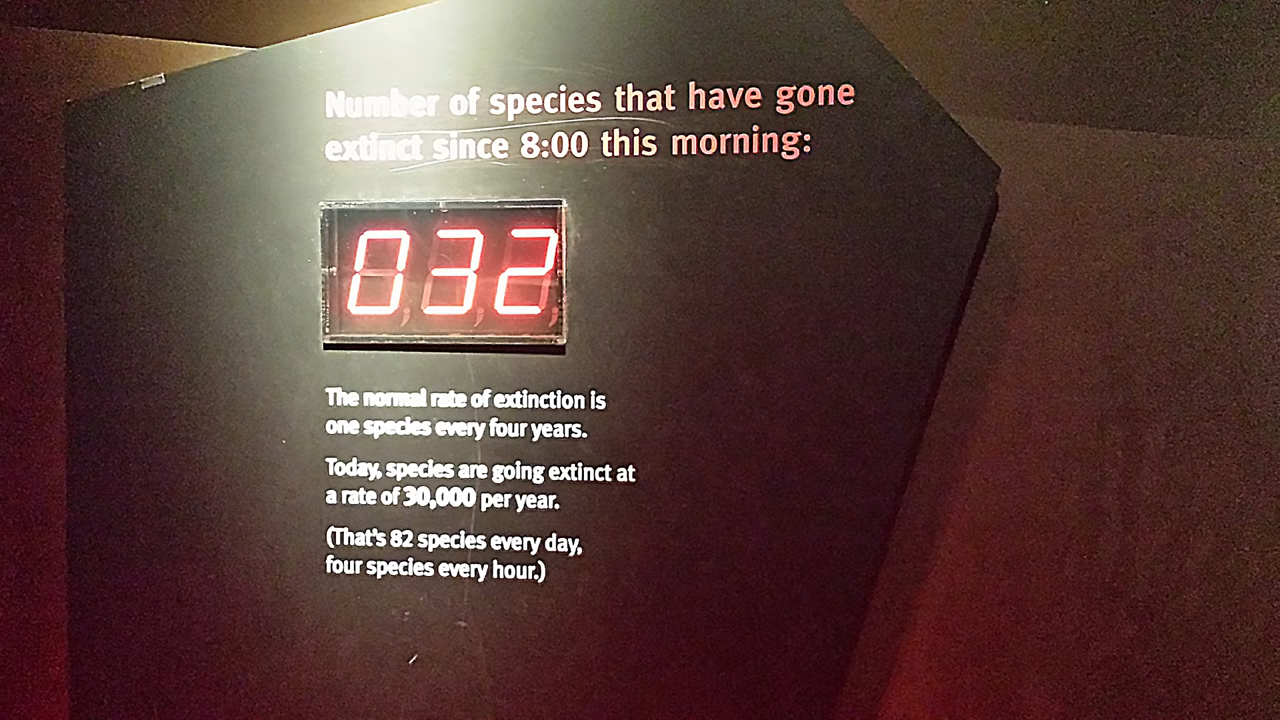 Number of species that have gone
extinct since 8:00 this morning:
032
The normal rate of extinction is
one species every four years.
Today, species are going extinct at
a rate of 30,000 per year.
(That's 82 species every day,
four species every hour.)